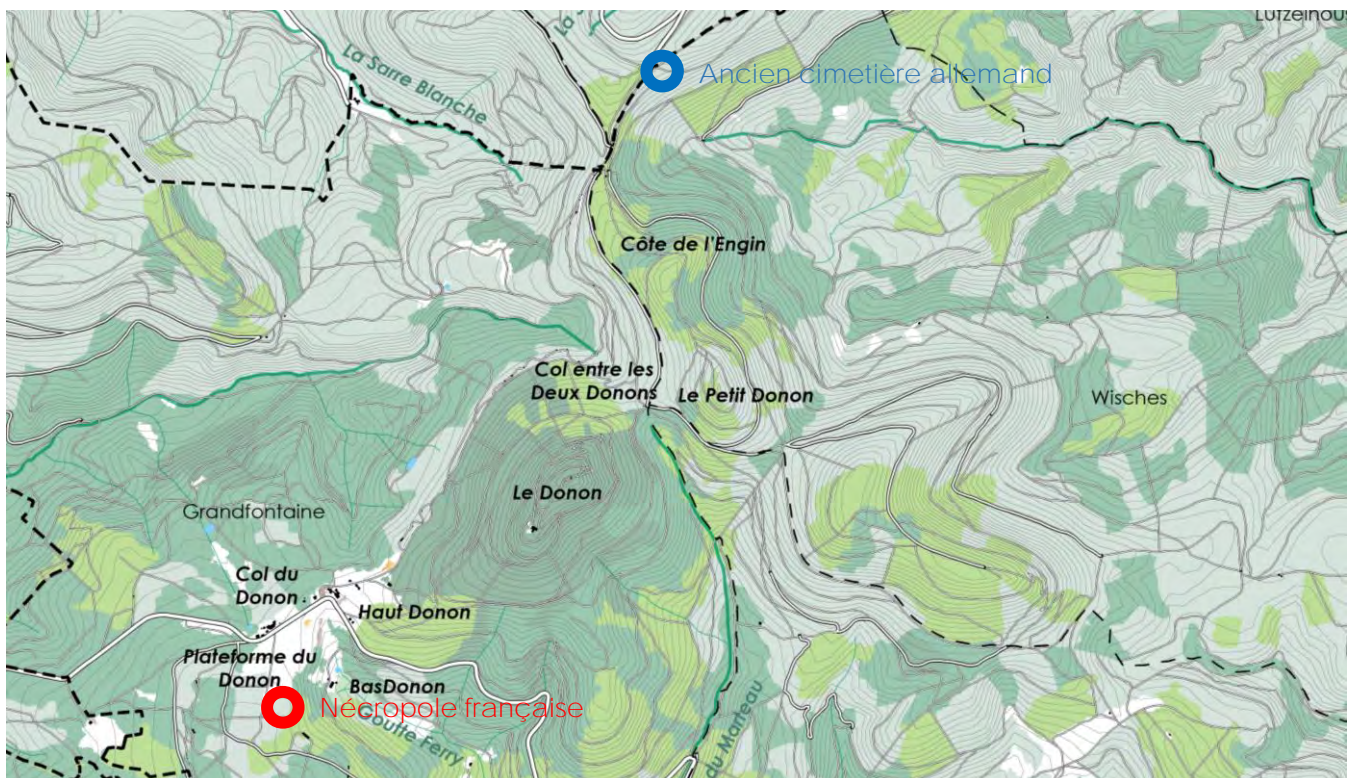 Lutzelhous
La Sarre Blanche
Ancien cimetière allemand
Côte de l'Engin
Col entre les
Deux Donons
Le Petit Donon
Wisches
Le Donon
Grandfontaine
Col du
Donon
Haut Donon
Plateforme du
Donon
BasDonon
Nécropole française
Goutte Ferry
du Marteau